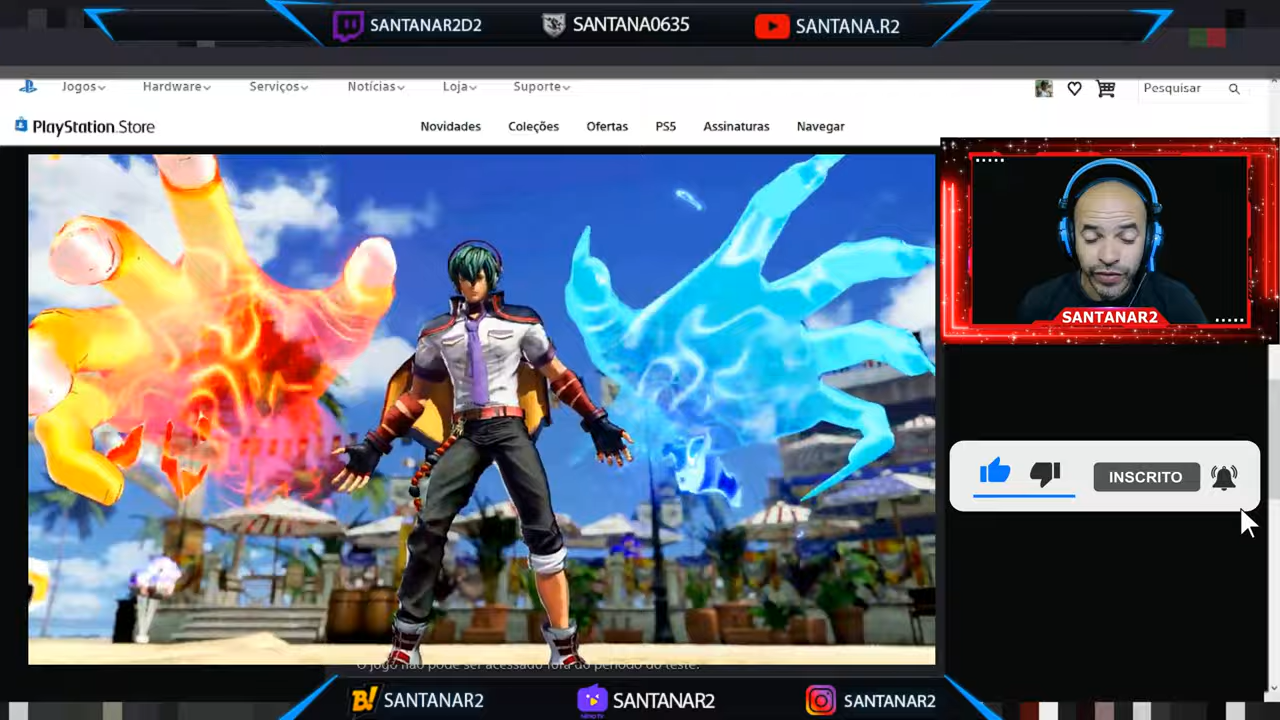 SANTANAR2D2
SANTANA0635
SANTANA.R2
Jogos
Hardware
Serviços
Notícias
Loja
Suporte
Pesquisar
PlayStation Store
Novidades
Coleções
Ofertas
PS5
Assinaturas
Navegar
SANTANAR2
INSCRITO
O jogo não pode ser acessado fora do período do teste.
SANTANAR2
SANTANAR2
SANTANAR2